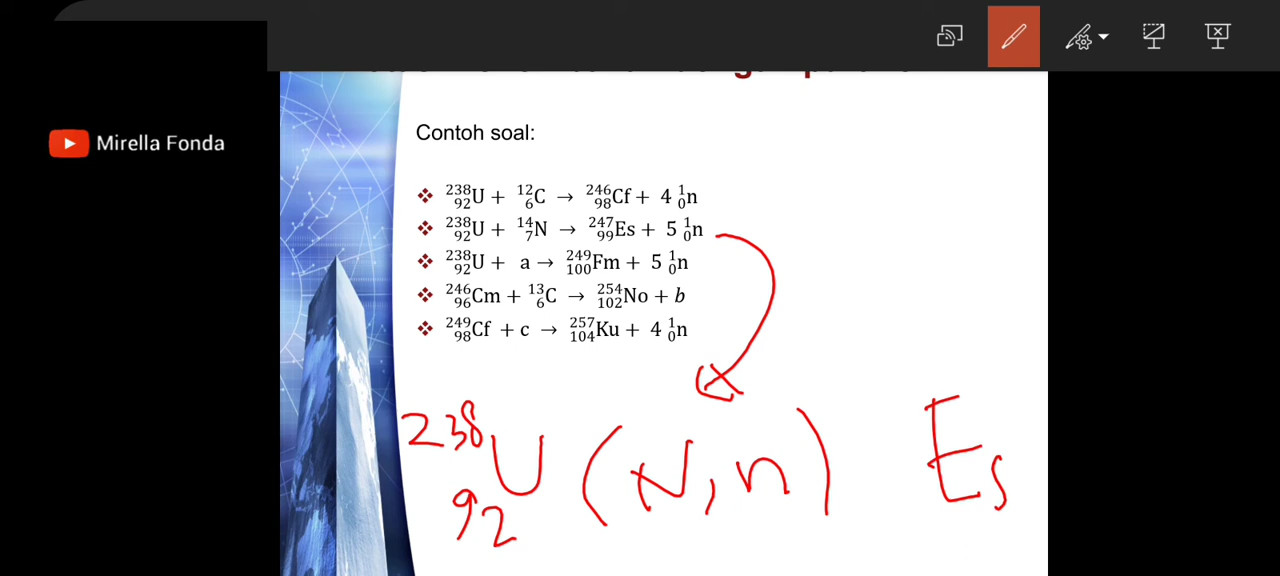 Mirella Fonda
Contoh soal:
❖ ²³⁸₉₂U + ¹²₆C → ²⁴⁶₉₈Cf + 4 ¹₀n
❖ ²³⁸₉₂U + ¹⁴₇N → ²⁴⁷₉₉Es + 5 ¹₀n
❖ ²³⁸₉₂U + a → ²⁴⁹₁₀₀Fm + 5 ¹₀n
❖ ²⁴⁶₉₆Cm + ¹³₆C → ²⁵⁴₁₀₂No + b
❖ ²⁴⁹₉₈Cf + c → ²⁵⁷₁₀₄Ku + 4 ¹₀n
²³⁸₉₂U (N, n) Es